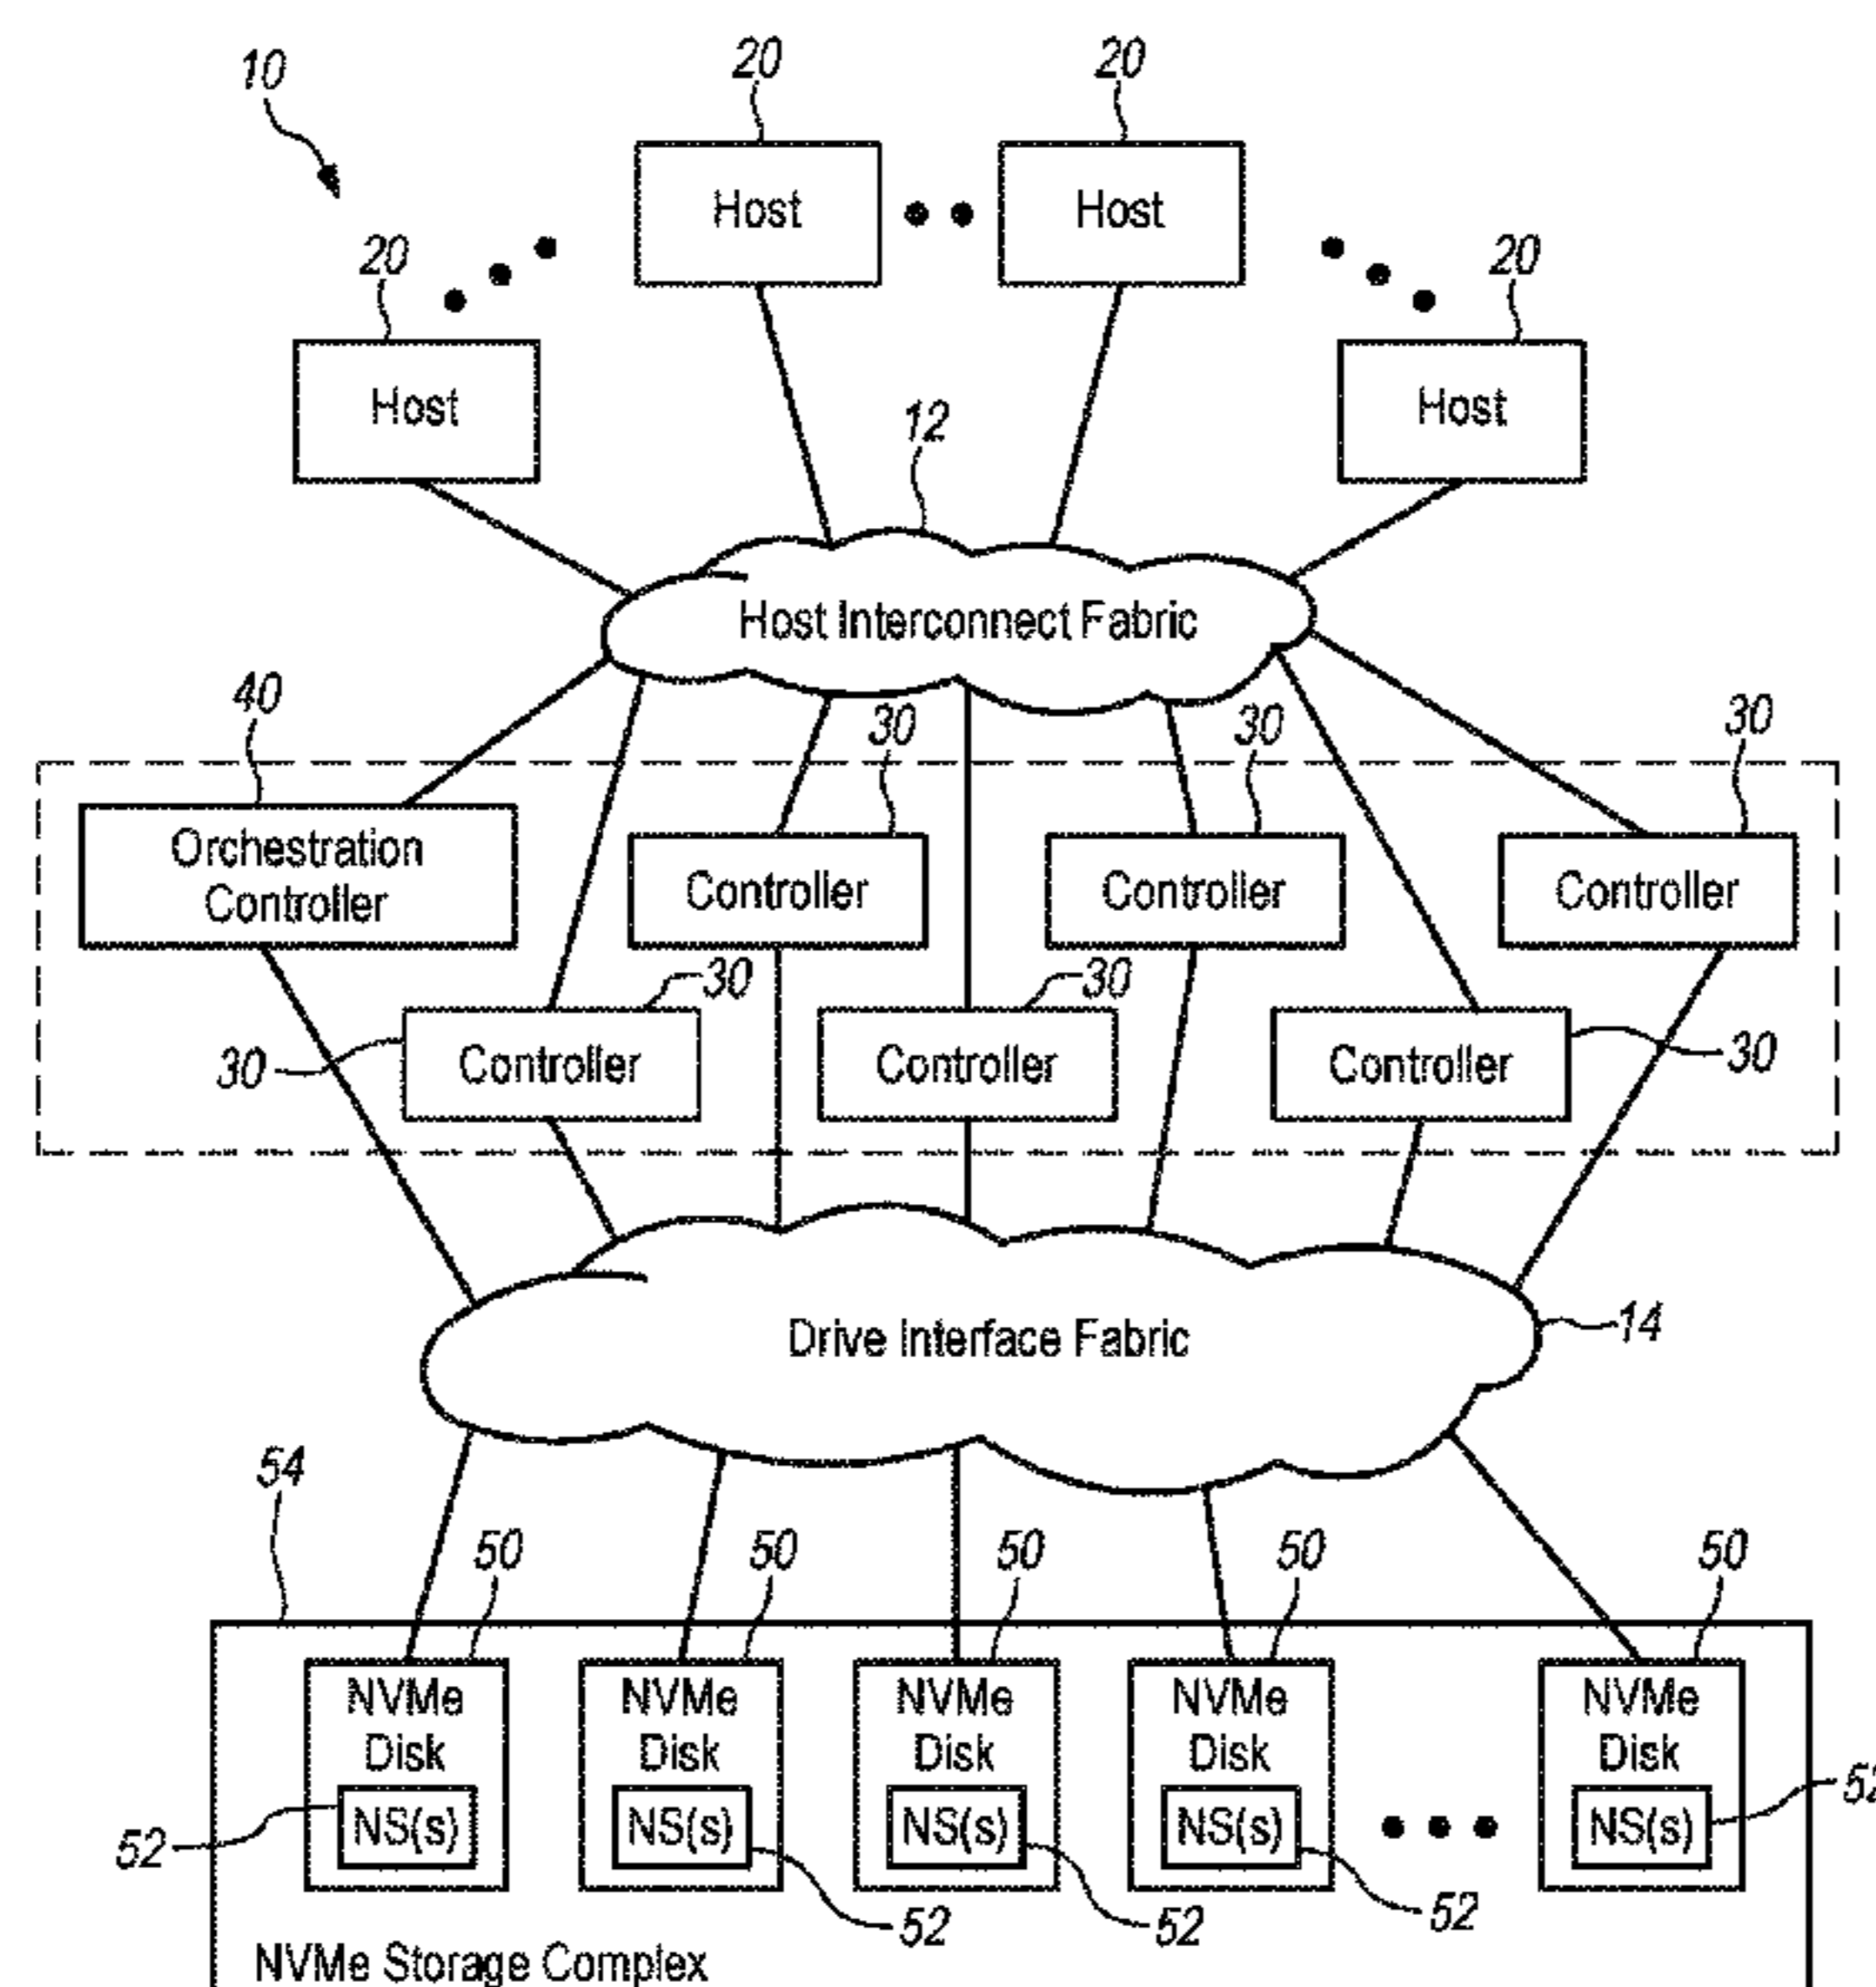 10
20
20
Host
Host
20
20
Host
Host
12
Host Interconnect Fabric
40
30
30
30
Orchestration
Controller
Controller
Controller
Controller
30
30
30
Controller
Controller
Controller
30
Drive Interface Fabric
14
54
50
50
50
50
50
NVMe
Disk
NVMe
Disk
NVMe
Disk
NVMe
Disk
NVMe
Disk
NS(s)
NS(s)
NS(s)
NS(s)
NS(s)
52
52
52
52
52
52
NVMe Storage Complex